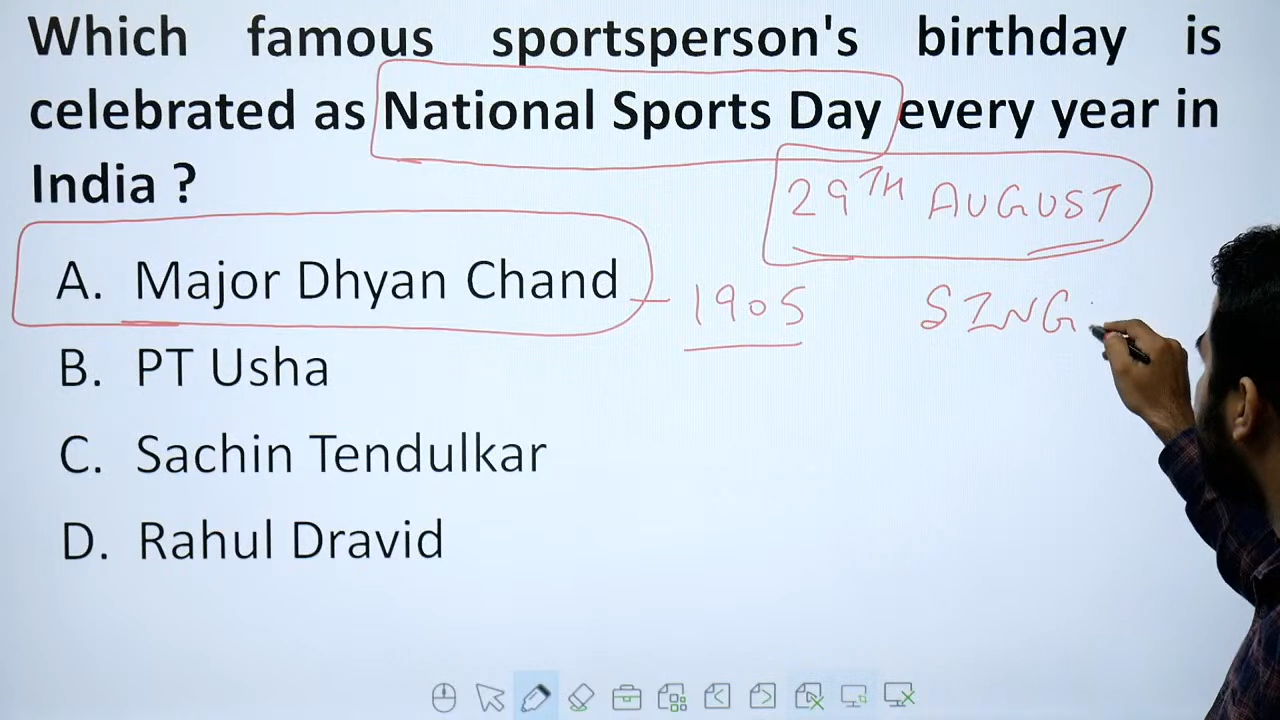 Which famous sportsperson's birthday is
celebrated as National Sports Day every year in
India ?
29TH AUGUST
A. Major Dhyan Chand - 1905 SING
B. PT Usha
C. Sachin Tendulkar
D. Rahul Dravid